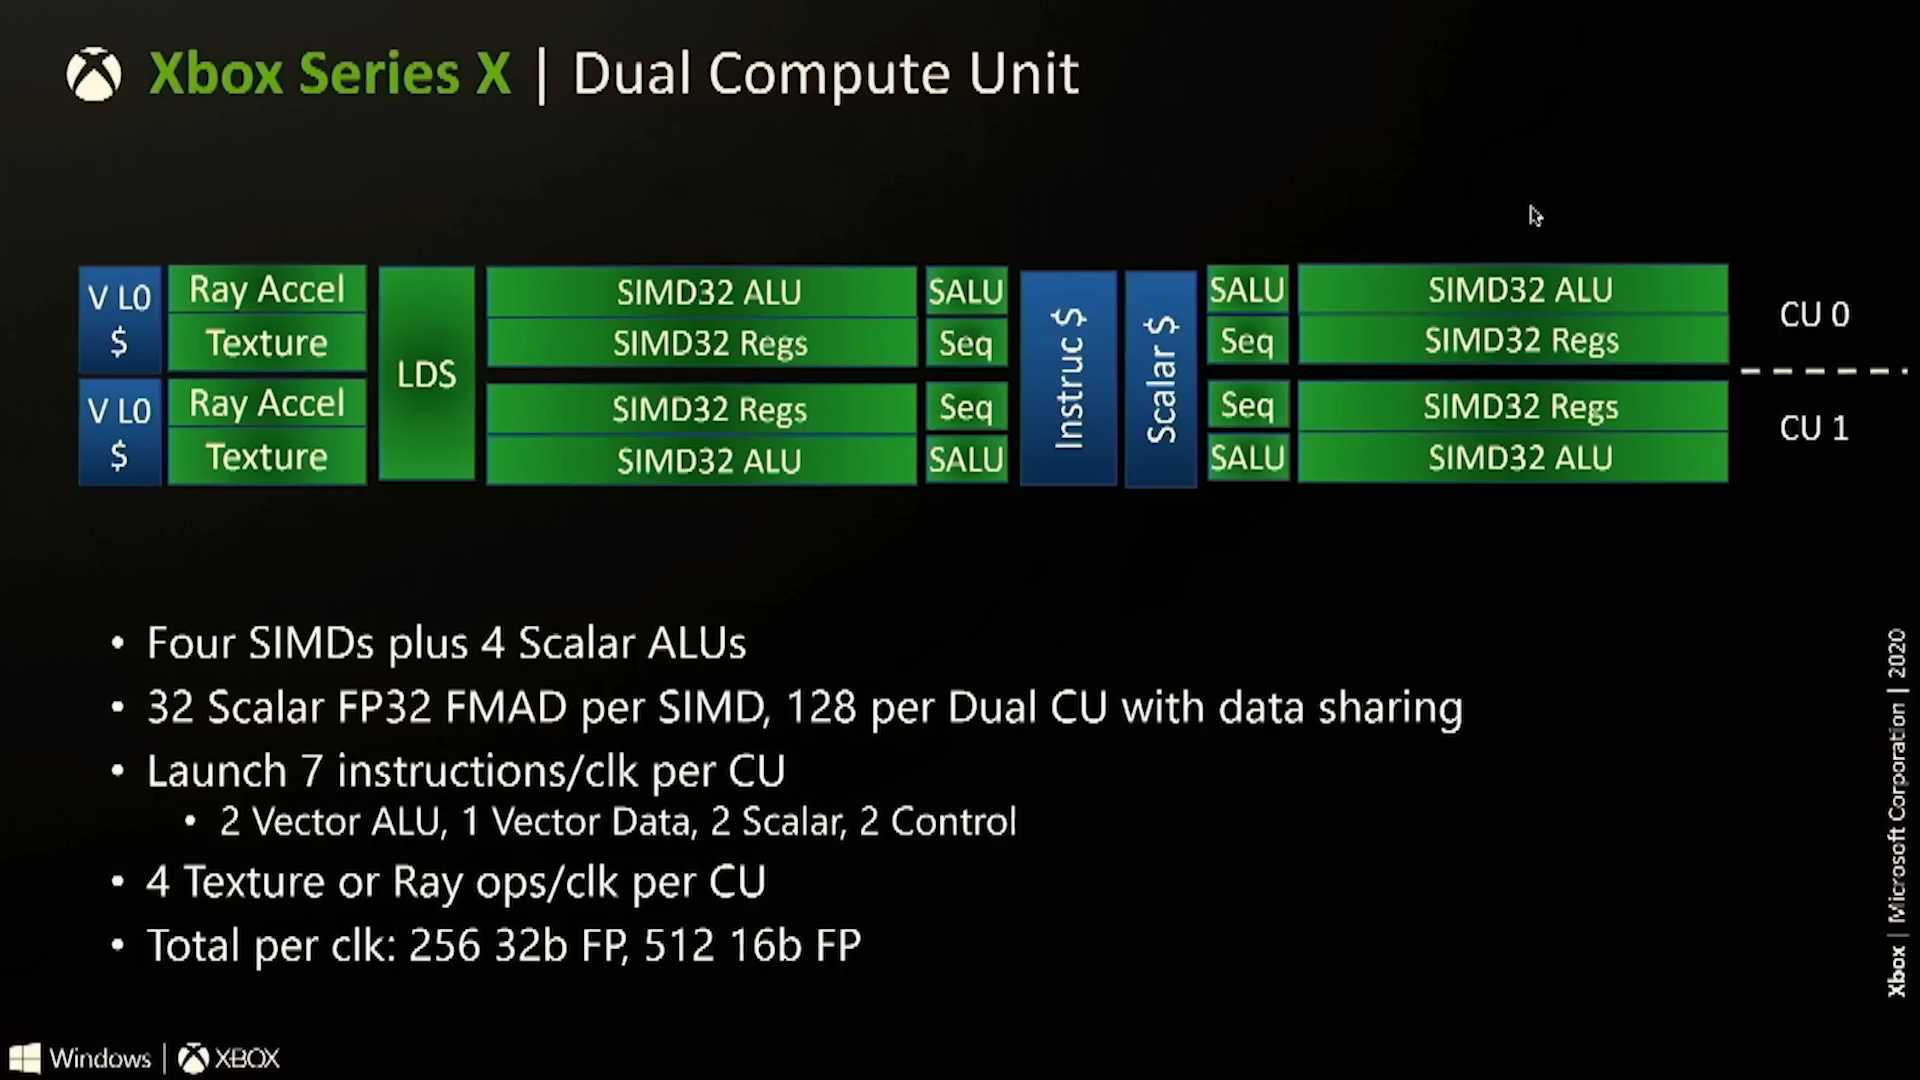 Xbox Series X | Dual Compute Unit
V L0 $
Ray Accel
Texture
V L0 $
Ray Accel
Texture
LDS
SIMD32 ALU
SIMD32 Regs
SIMD32 Regs
SIMD32 ALU
SALU
Seq
Seq
SALU
Instruc $
Scalar $
SALU
Seq
Seq
SALU
SIMD32 ALU
SIMD32 Regs
SIMD32 Regs
SIMD32 ALU
CU 0
CU 1
• Four SIMDs plus 4 Scalar ALUs
• 32 Scalar FP32 FMAD per SIMD, 128 per Dual CU with data sharing
• Launch 7 instructions/clk per CU
• 2 Vector ALU, 1 Vector Data, 2 Scalar, 2 Control
• 4 Texture or Ray ops/clk per CU
• Total per clk: 256 32b FP, 512 16b FP
Xbox | Microsoft Corporation | 2020
Windows | XBOX